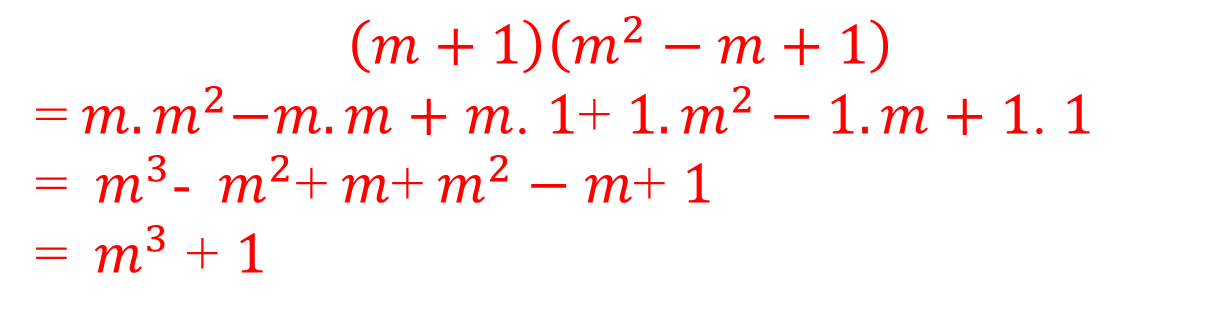 (m + 1)(m² − m + 1)
= m.m²−m.m + m. 1+ 1.m² − 1.m + 1. 1
= m³- m²+ m+ m² − m+ 1
= m³ + 1